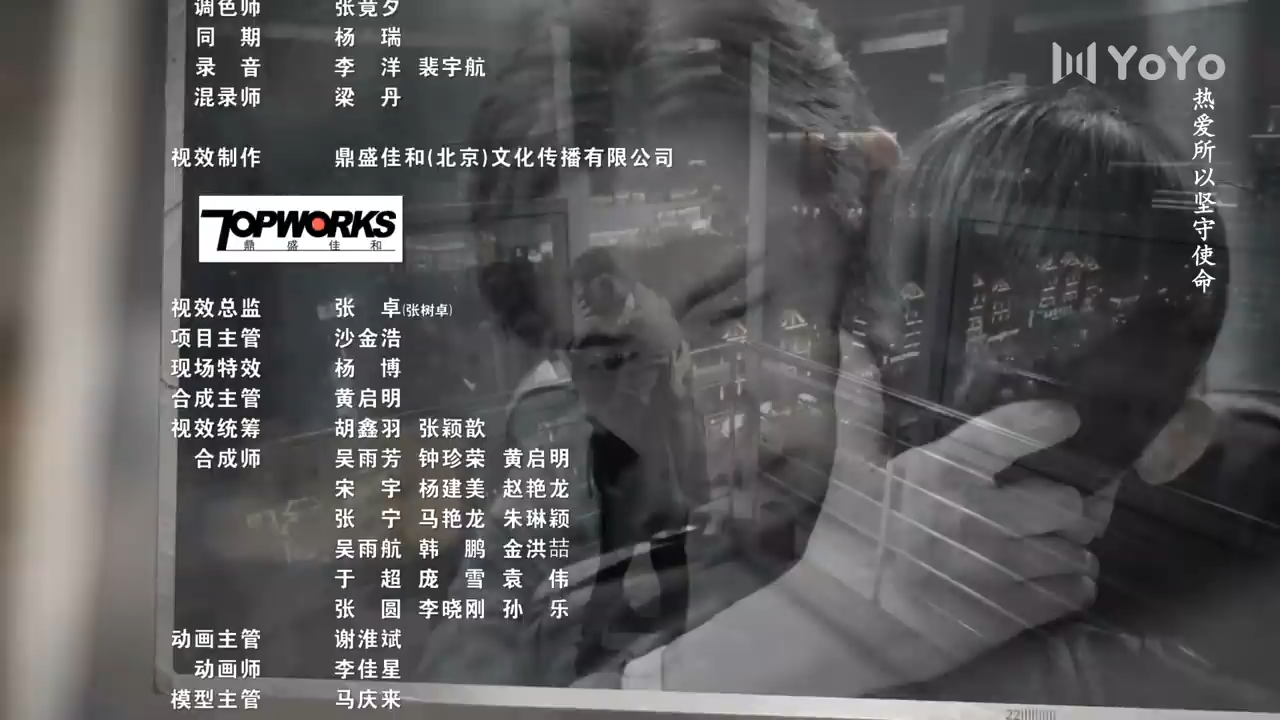 调色师 张竟夕
同 期 杨 瑞
录 音 李 洋 裴宇航
混录师 梁 丹
视效制作 鼎盛佳和(北京)文化传播有限公司
TOPWORKS
鼎 盛 佳 和
视效总监 张 卓(张树卓)
项目主管 沙金浩
现场特效 杨 博
合成主管 黄启明
视效统筹 胡鑫羽 张颖歆
合成师 吴雨芳 钟珍荣 黄启明
宋 宇 杨建美 赵艳龙
张 宁 马艳龙 朱琳颖
吴雨航 韩 鹏 金洪喆
于 超 庞 雪 袁 伟
张 圆 李晓刚 孙 乐
动画主管 谢淮斌
动画师 李佳星
模型主管 马庆来
YoYo
热爱所以坚守使命
22